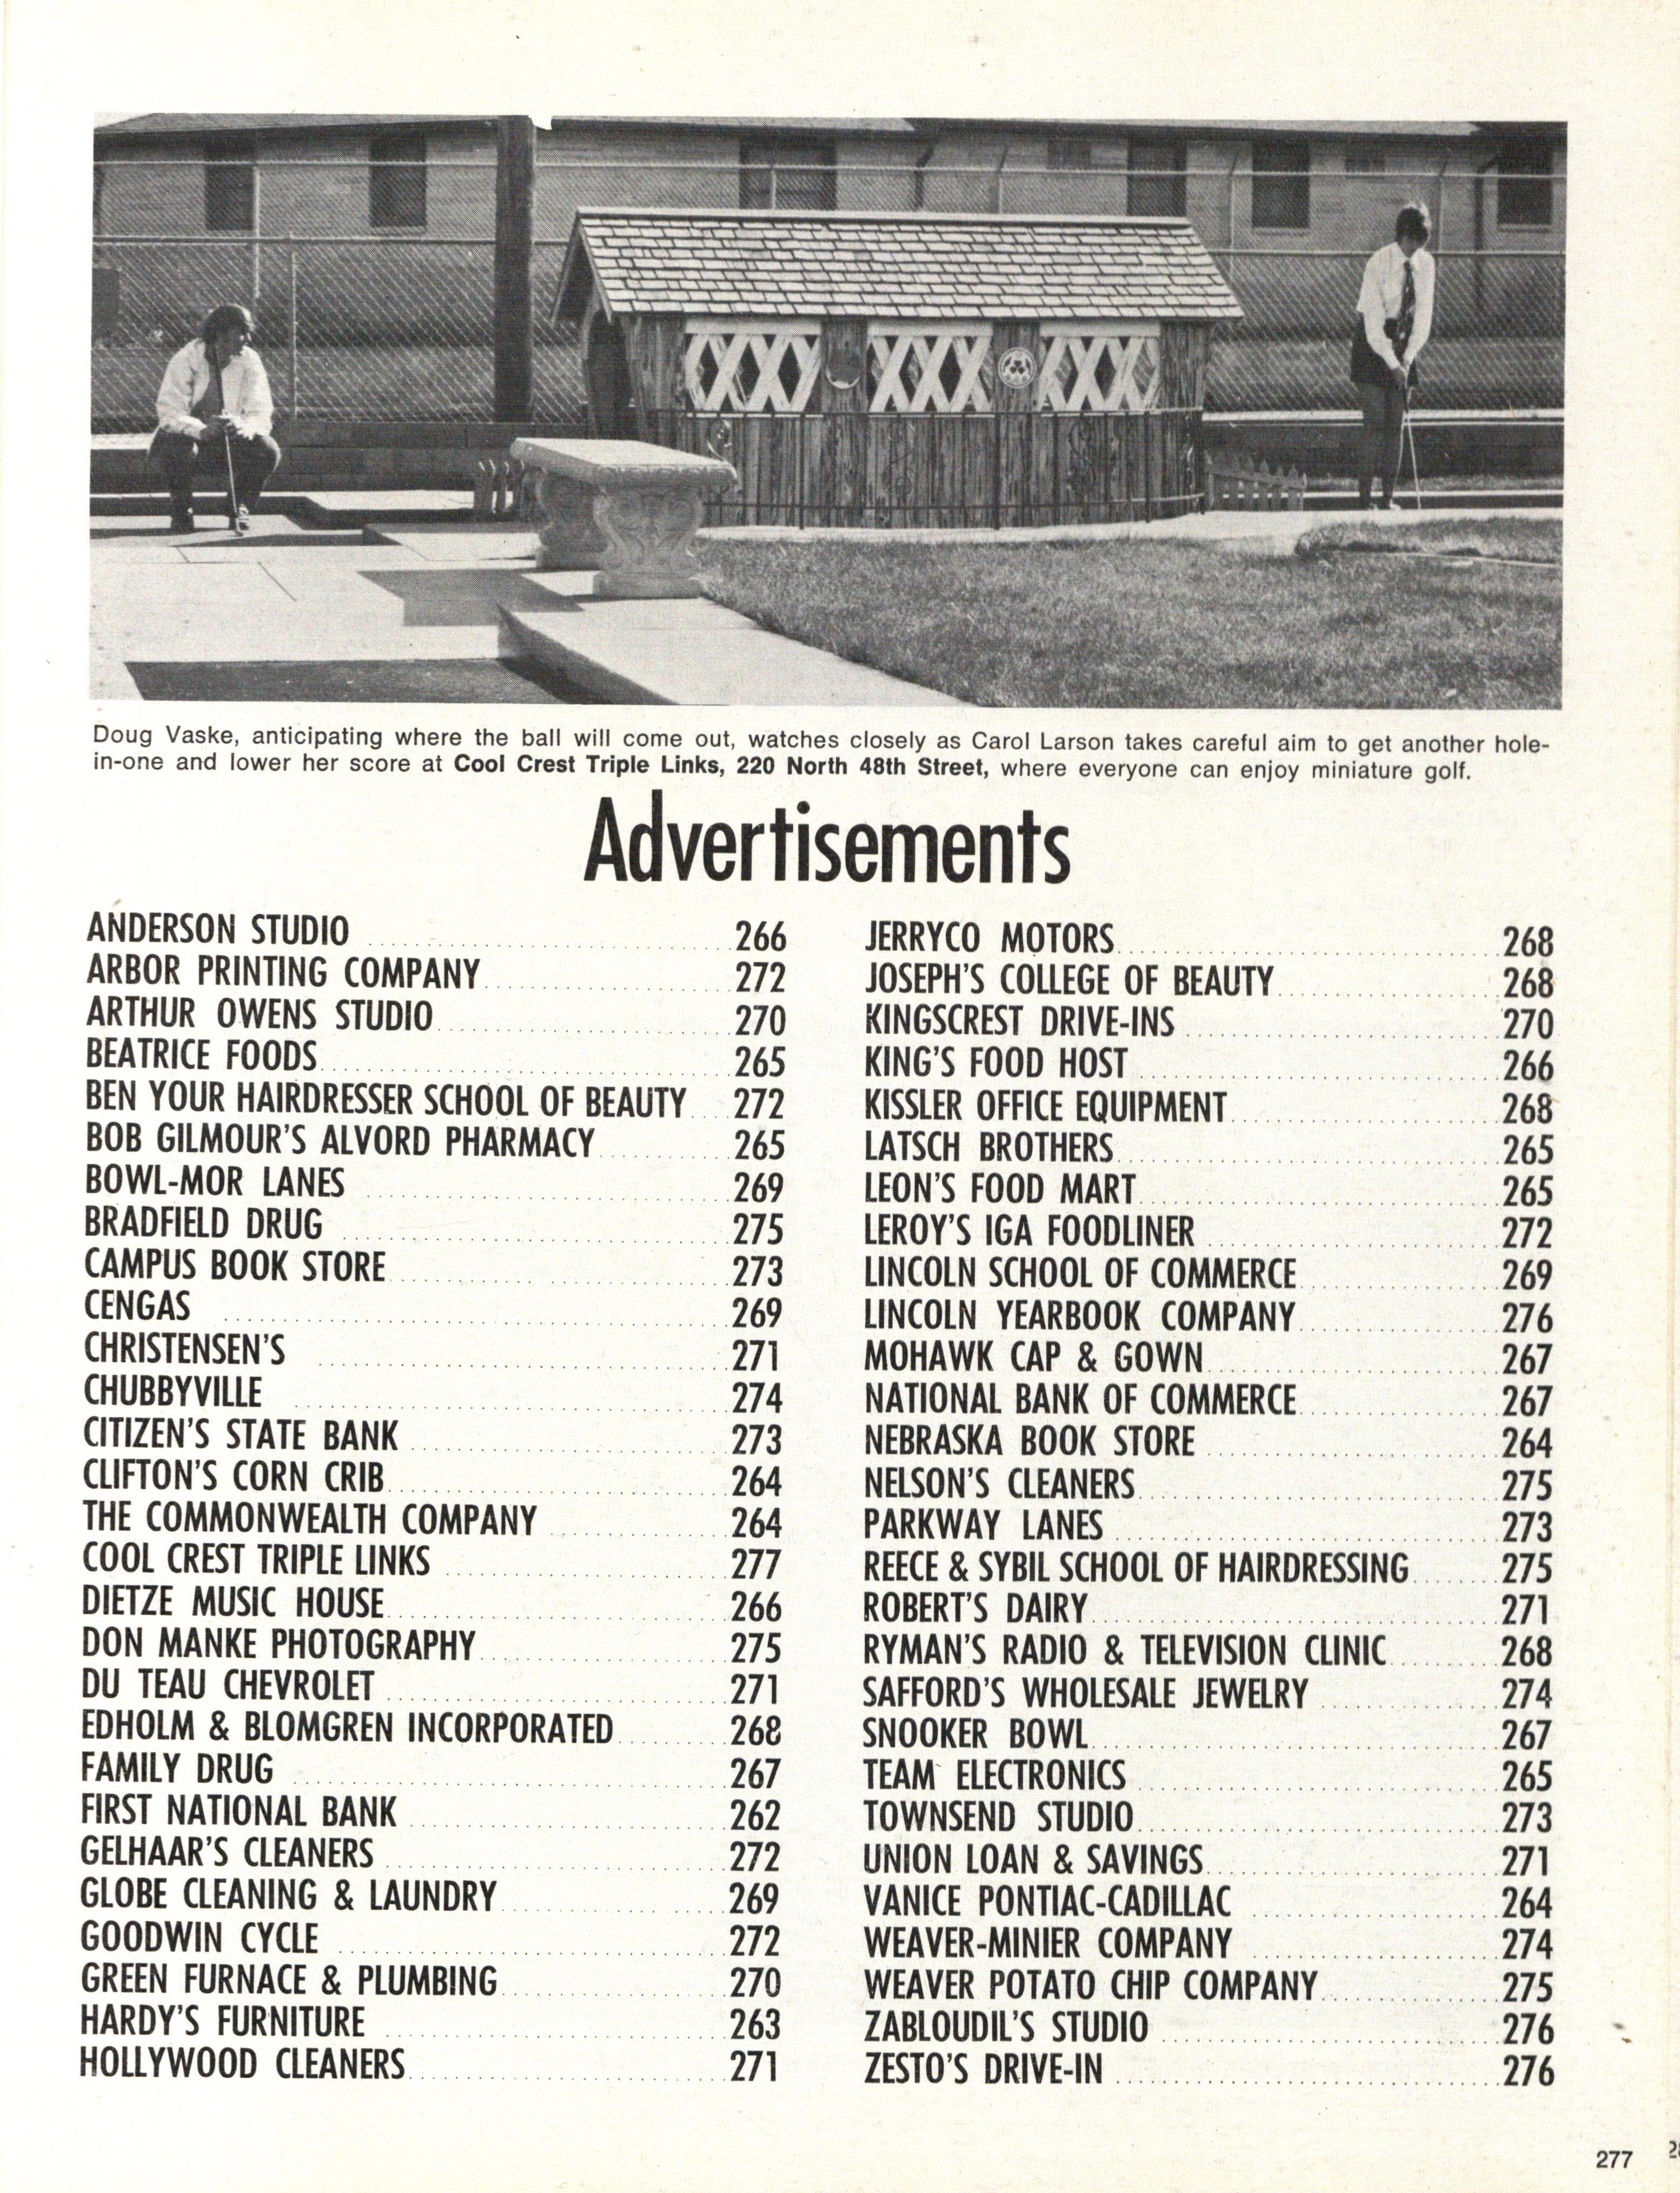 Doug Vaske, anticipating where the ball will come out, watches closely as Carol Larson takes careful aim to get another hole-
in-one and lower her score at Cool Crest Triple Links, 220 North 48th Street, where everyone can enjoy miniature golf.
Advertisements
ANDERSON STUDIO 266
ARBOR PRINTING COMPANY 272
ARTHUR OWENS STUDIO 270
BEATRICE FOODS 265
BEN YOUR HAIRDRESSER SCHOOL OF BEAUTY 272
BOB GILMOUR'S ALVORD PHARMACY 265
BOWL-MOR LANES 269
BRADFIELD DRUG 275
CAMPUS BOOK STORE 273
CENGAS 269
CHRISTENSEN'S 271
CHUBBYVILLE 274
CITIZEN'S STATE BANK 273
CLIFTON'S CORN CRIB 264
THE COMMONWEALTH COMPANY 264
COOL CREST TRIPLE LINKS 277
DIETZE MUSIC HOUSE 266
DON MANKE PHOTOGRAPHY 275
DU TEAU CHEVROLET 271
EDHOLM & BLOMGREN INCORPORATED 268
FAMILY DRUG 267
FIRST NATIONAL BANK 262
GELHAAR'S CLEANERS 272
GLOBE CLEANING & LAUNDRY 269
GOODWIN CYCLE 272
GREEN FURNACE & PLUMBING 270
HARDY'S FURNITURE 263
HOLLYWOOD CLEANERS 271
JERRYCO MOTORS 268
JOSEPH'S COLLEGE OF BEAUTY 268
KINGSCREST DRIVE-INS 270
KING'S FOOD HOST 266
KISSLER OFFICE EQUIPMENT 268
LATSCH BROTHERS 265
LEON'S FOOD MART 265
LEROY'S IGA FOODLINER 272
LINCOLN SCHOOL OF COMMERCE 269
LINCOLN YEARBOOK COMPANY 276
MOHAWK CAP & GOWN 267
NATIONAL BANK OF COMMERCE 267
NEBRASKA BOOK STORE 264
NELSON'S CLEANERS 275
PARKWAY LANES 273
REECE & SYBIL SCHOOL OF HAIRDRESSING 275
ROBERT'S DAIRY 271
RYMAN'S RADIO & TELEVISION CLINIC 268
SAFFORD'S WHOLESALE JEWELRY 274
SNOOKER BOWL 267
TEAM ELECTRONICS 265
TOWNSEND STUDIO 273
UNION LOAN & SAVINGS 271
VANICE PONTIAC-CADILLAC 264
WEAVER-MINIER COMPANY 274
WEAVER POTATO CHIP COMPANY 275
ZABLOUDIL'S STUDIO 276
ZESTO'S DRIVE-IN 276
277